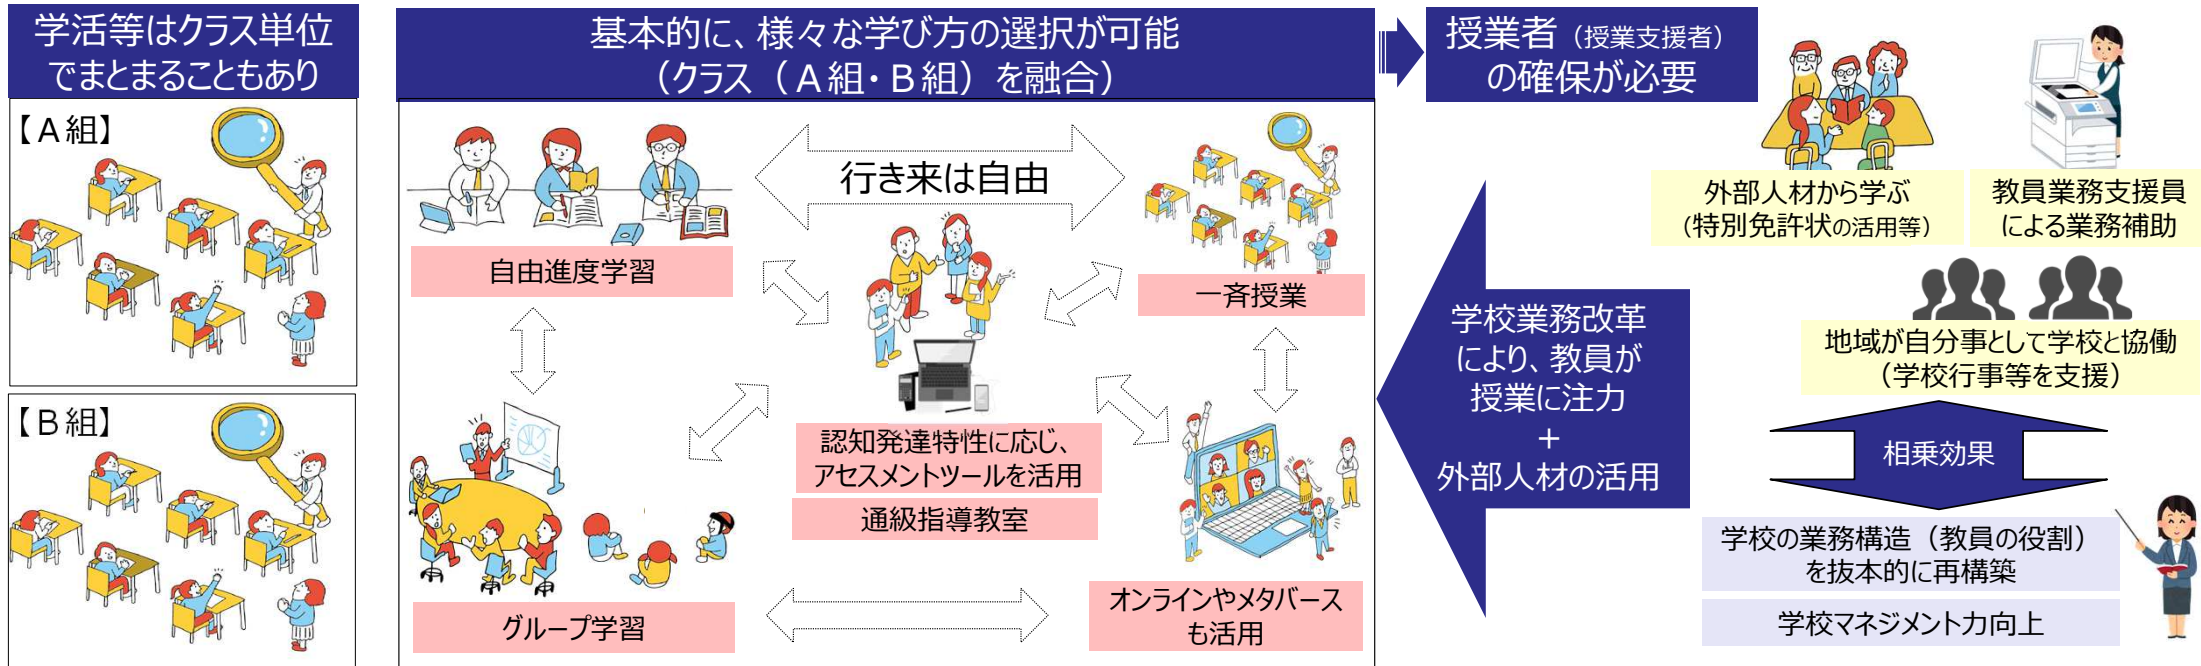 学活等はクラス単位
でまとまることもあり
【A組】
【B組】
基本的に、様々な学び方の選択が可能
（クラス（A組・B組）を融合）
行き来は自由
自由進度学習
一斉授業
認知発達特性に応じ、
アセスメントツールを活用
通級指導教室
グループ学習
オンラインやメタバース
も活用
授業者（授業支援者）
の確保が必要
外部人材から学ぶ
（特別免許状の活用等）
教員業務支援員
による業務補助
地域が自分事として学校と協働
（学校行事等を支援）
学校業務改革
により、教員が
授業に注力
＋
外部人材の活用
相乗効果
学校の業務構造（教員の役割）
を抜本的に再構築
学校マネジメント力向上